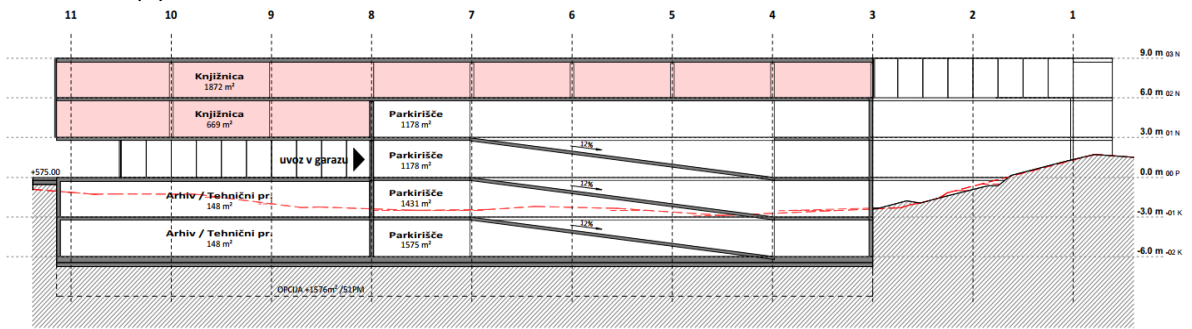 11 10 9 8 7 6 5 4 3 2 1
9.0 m 03 N
Knjižnica
1872 m²
6.0 m 02 N
Knjižnica
669 m²
Parkirišče
1178 m²
3.0 m 01 N
12%
uvoz v garazu
Parkirišče
1178 m²
+575.00
0.0 m 00 P
12%
Arhiv / Tehnični pr.
148 m²
Parkirišče
1431 m²
-3.0 m -01 K
12%
Arhiv / Tehnični pr.
148 m²
Parkirišče
1575 m²
-6.0 m -02 K
OPCIJA +1576m² /51PM